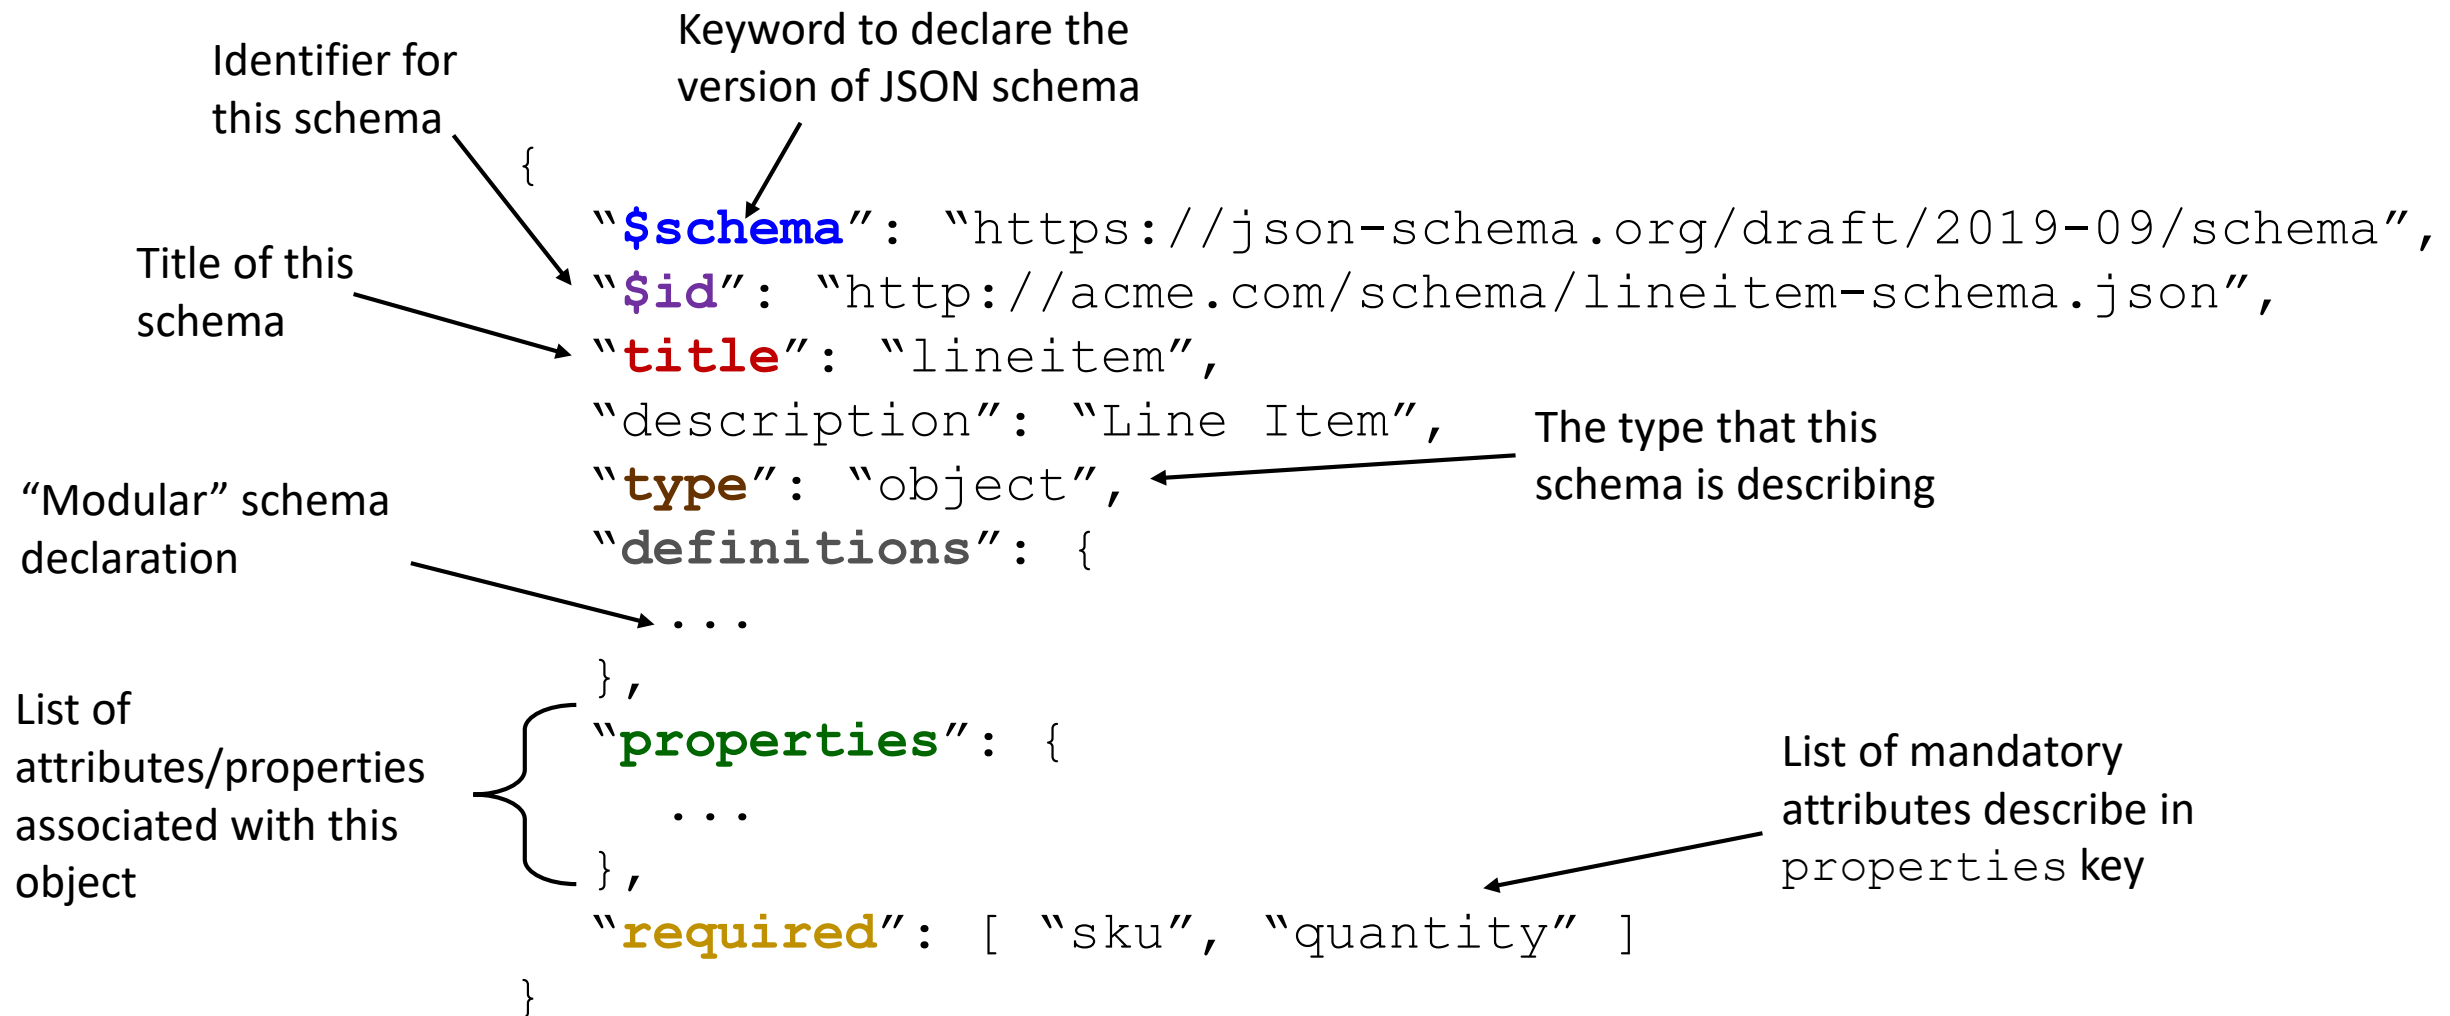 Keyword to declare the
version of JSON schema
Identifier for
this schema
{
“$schema”: “https://json-schema.org/draft/2019-09/schema”,
“$id”: “http://acme.com/schema/lineitem-schema.json”,
Title of this
schema
“title”: “lineitem”,
“description”: “Line Item”,
The type that this
schema is describing
“type”: “object”,
“Modular” schema
declaration
“definitions”: {
...
},
List of
attributes/properties
associated with this
object
“properties”: {
...
},
List of mandatory
attributes describe in
properties key
“required”: [ “sku”, “quantity” ]
}